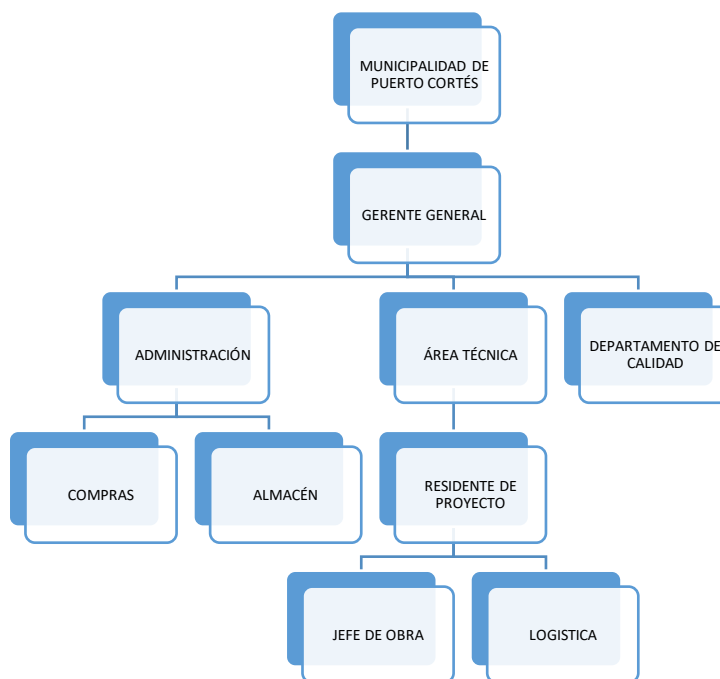 MUNICIPALIDAD DE
PUERTO CORTÉS
GERENTE GENERAL
ADMINISTRACIÓN
ÁREA TÉCNICA
DEPARTAMENTO DE
CALIDAD
COMPRAS
ALMACÉN
RESIDENTE DE
PROYECTO
JEFE DE OBRA
LOGISTICA